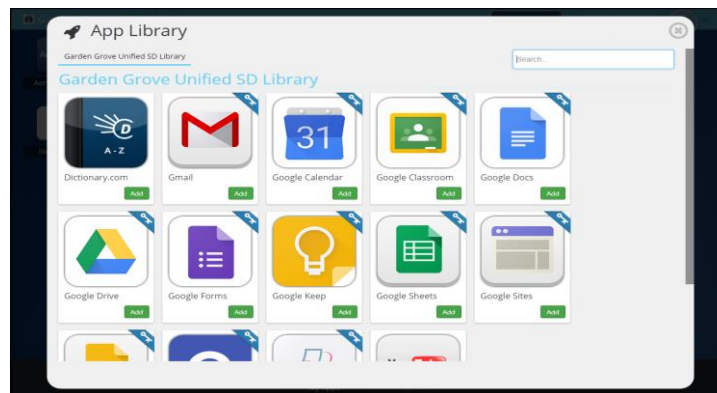 App Library
Garden Grove Unified SD Library
Search...
Garden Grove Unified SD Library
D
A - Z
31
Dictionary.com
Gmail
Google Calendar
Google Classroom
Google Docs
Add
Add
Add
Add
Add
Google Drive
Google Forms
Google Keep
Google Sheets
Google Sites
Add
Add
Add
Add
Add